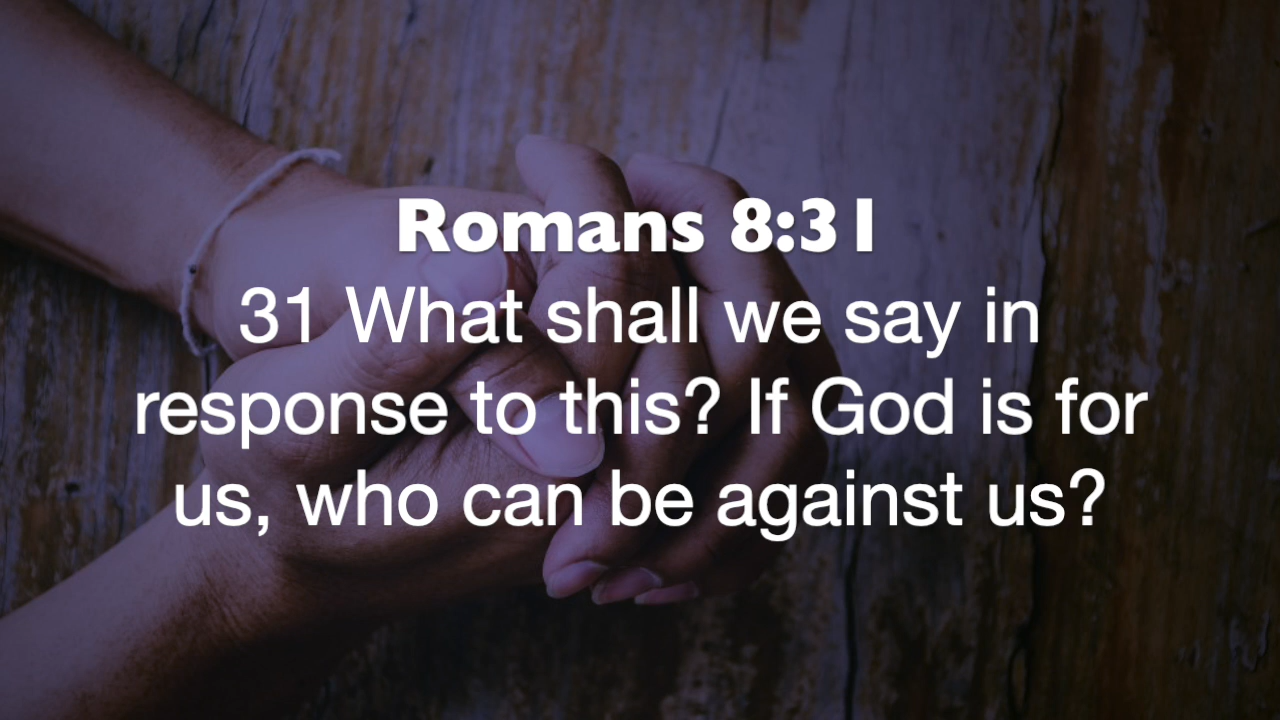 Romans 8:31
31 What shall we say in
response to this? If God is for
us, who can be against us?